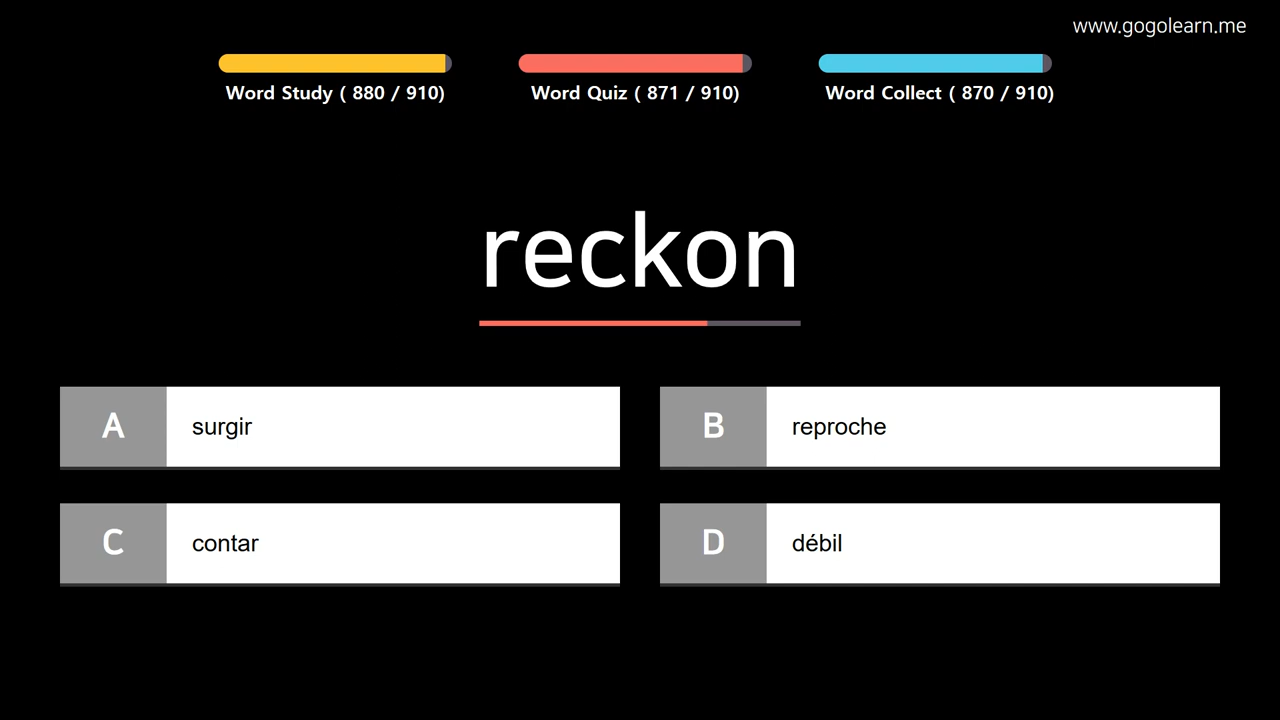 www.gogolearn.me
Word Study ( 880 / 910)
Word Quiz ( 871 / 910)
Word Collect ( 870 / 910)
reckon
A surgir
B reproche
C contar
D débil